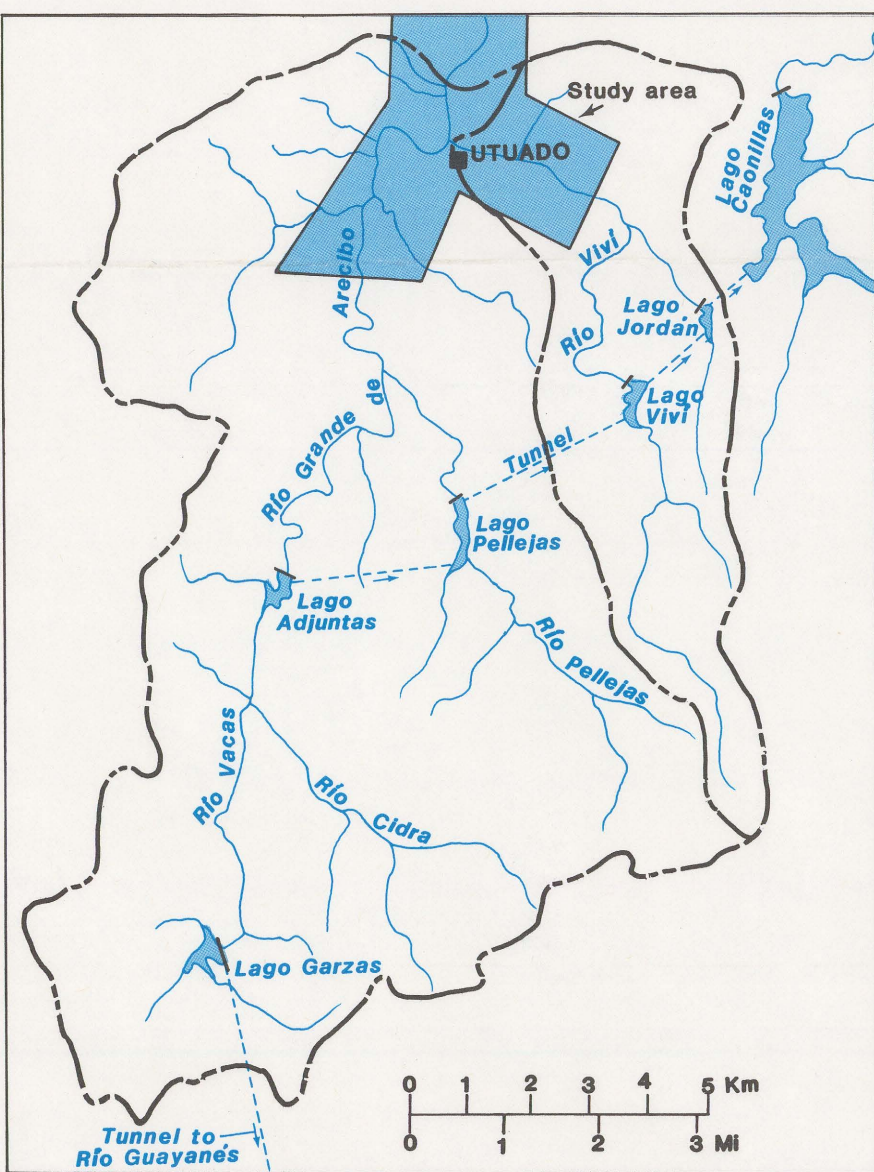 Study area
UTUADO
Lago
Caonillas
Arecibo
Viví
Río
Lago
Jordán
de
Lago
Viví
Grande
Río
Tunnel
Lago
Pellejas
Lago
Adjuntas
Río
Pellejas
Vacas
Río
Río
Cidra
Lago Garzas
0 1 2 3 4 5 Km
0 1 2 3 Mi
Tunnel to
Río Guayanés